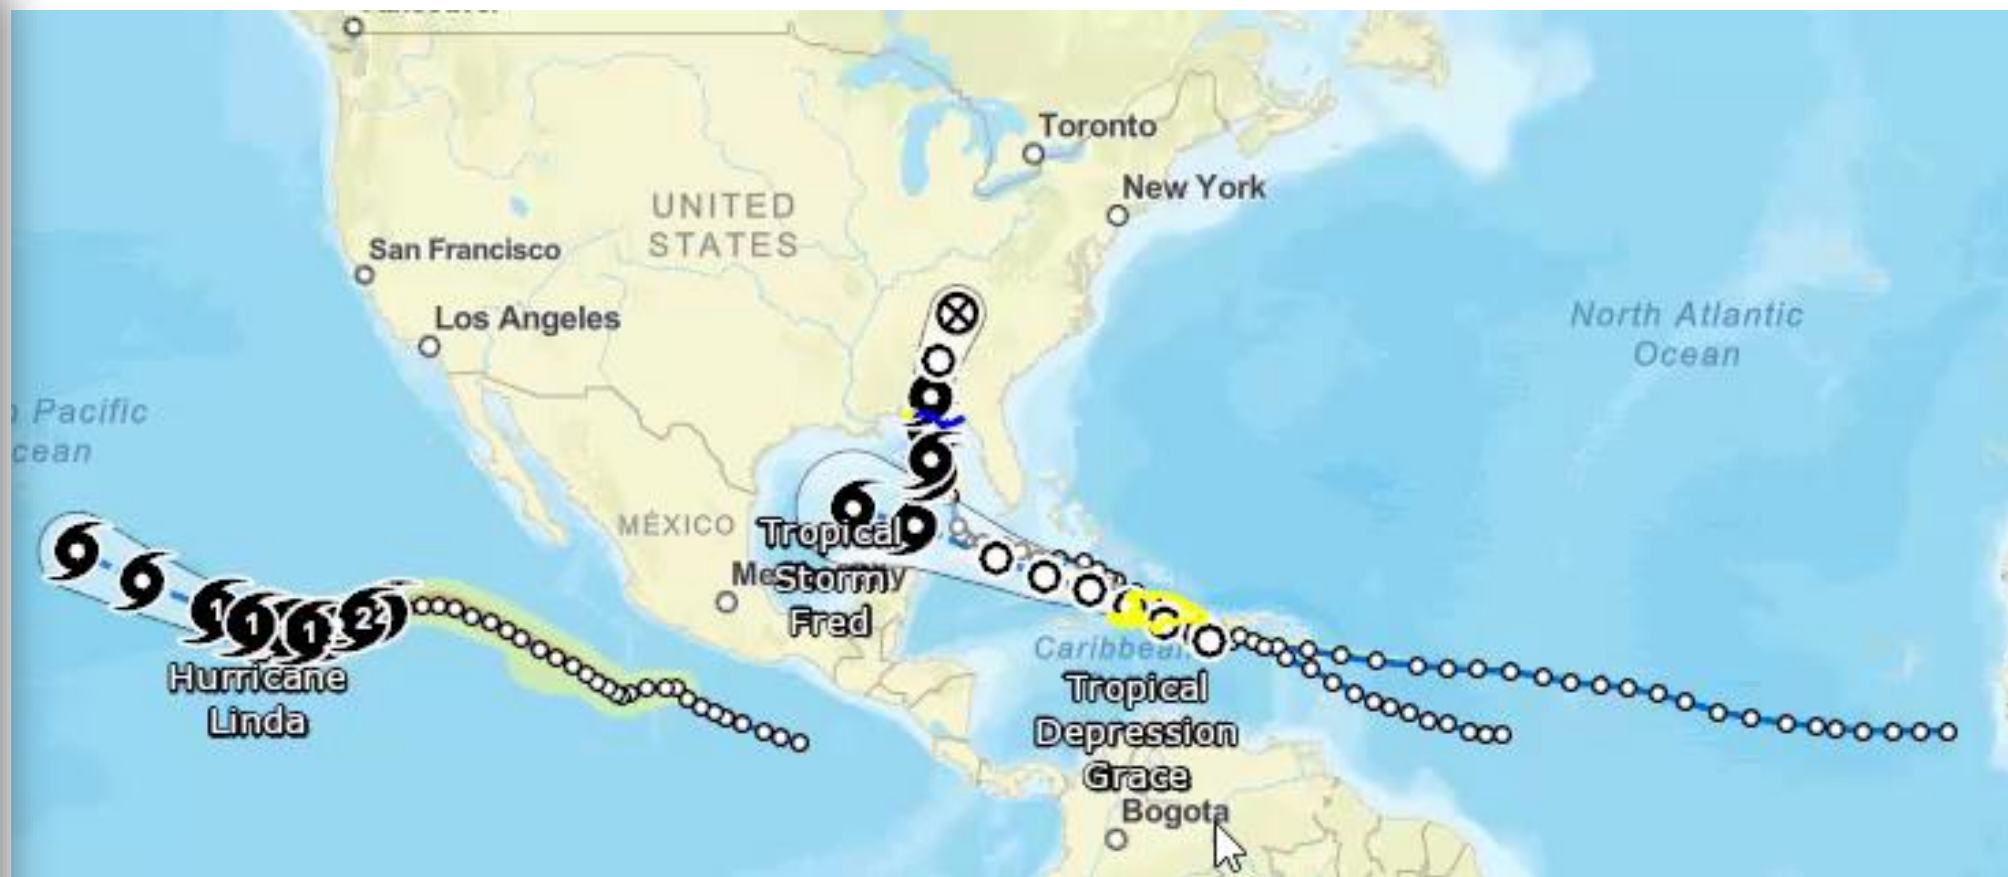 Toronto
New York
UNITED
STATES
San Francisco
Los Angeles
North Atlantic
Ocean
Pacific
cean
MÉXICO
Tropical
Storm
Fred
1
1
1
2
2
Hurricane
Linda
Tropical
Depression
Grace
Bogota